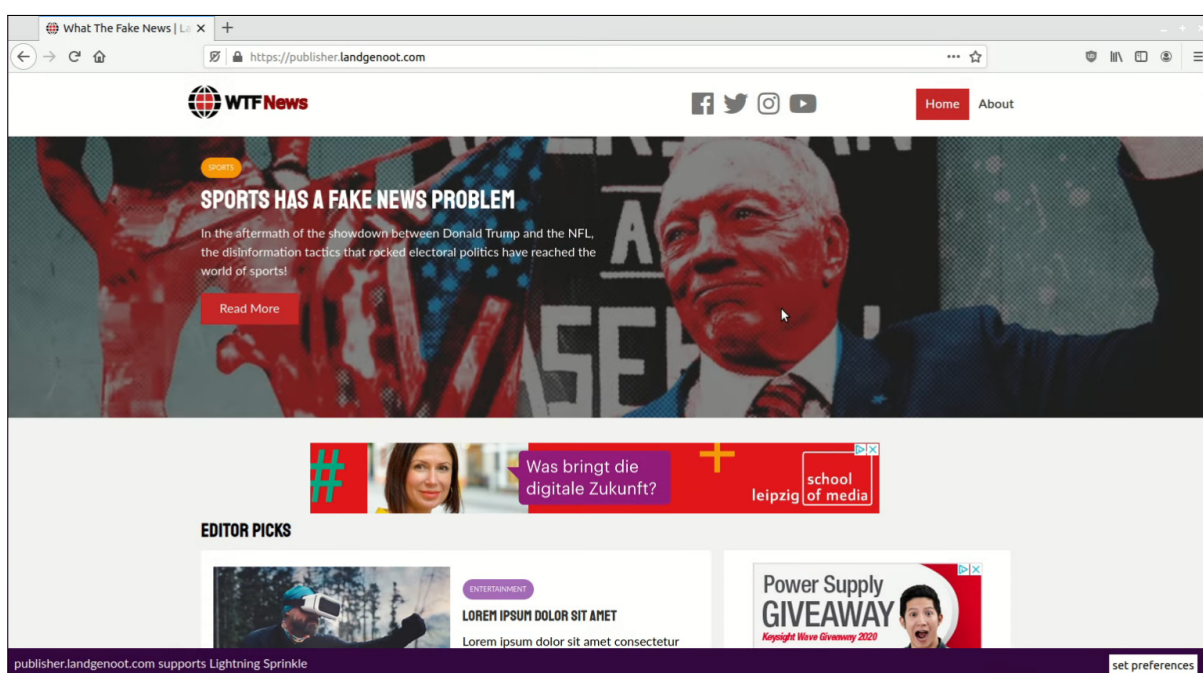 What The Fake News | La
https://publisher.landgenoot.com
WTF News
Home About
SPORTS
SPORTS HAS A FAKE NEWS PROBLEM
In the aftermath of the showdown between Donald Trump and the NFL,
the disinformation tactics that rocked electoral politics have reached the
world of sports!
Read More
#
Was bringt die
digitale Zukunft?
+
school
leipzig of media
EDITOR PICKS
ENTERTAINMENT
LOREM IPSUM DOLOR SIT AMET
Lorem ipsum dolor sit amet consectetur
Power Supply
GIVEAWAY
Keysight Wave Giveaway 2020
publisher.landgenoot.com supports Lightning Sprinkle
set preferences